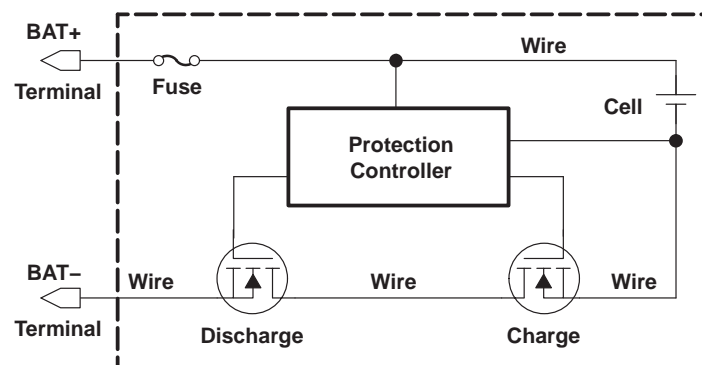 BAT+
Terminal
Fuse
Wire
Cell
Protection
Controller
BAT−
Terminal
Wire
Wire
Wire
Discharge
Charge